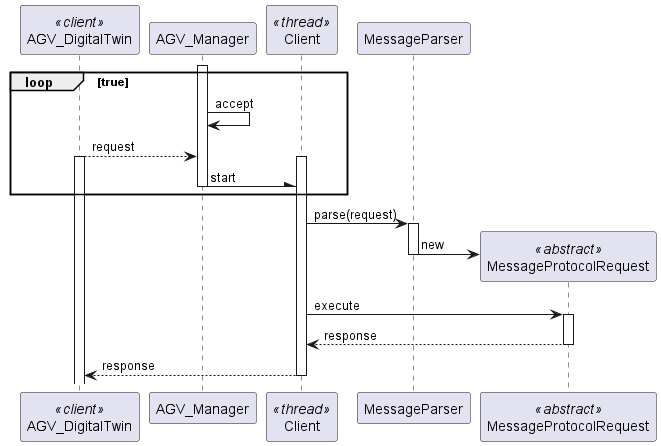 «client»
AGV_DigitalTwin
AGV_Manager
«thread»
Client
MessageParser
loop
[true]
accept
request
start
parse(request)
new
«abstract»
MessageProtocolRequest
execute
response
response
«client»
AGV_DigitalTwin
AGV_Manager
«thread»
Client
MessageParser
«abstract»
MessageProtocolRequest